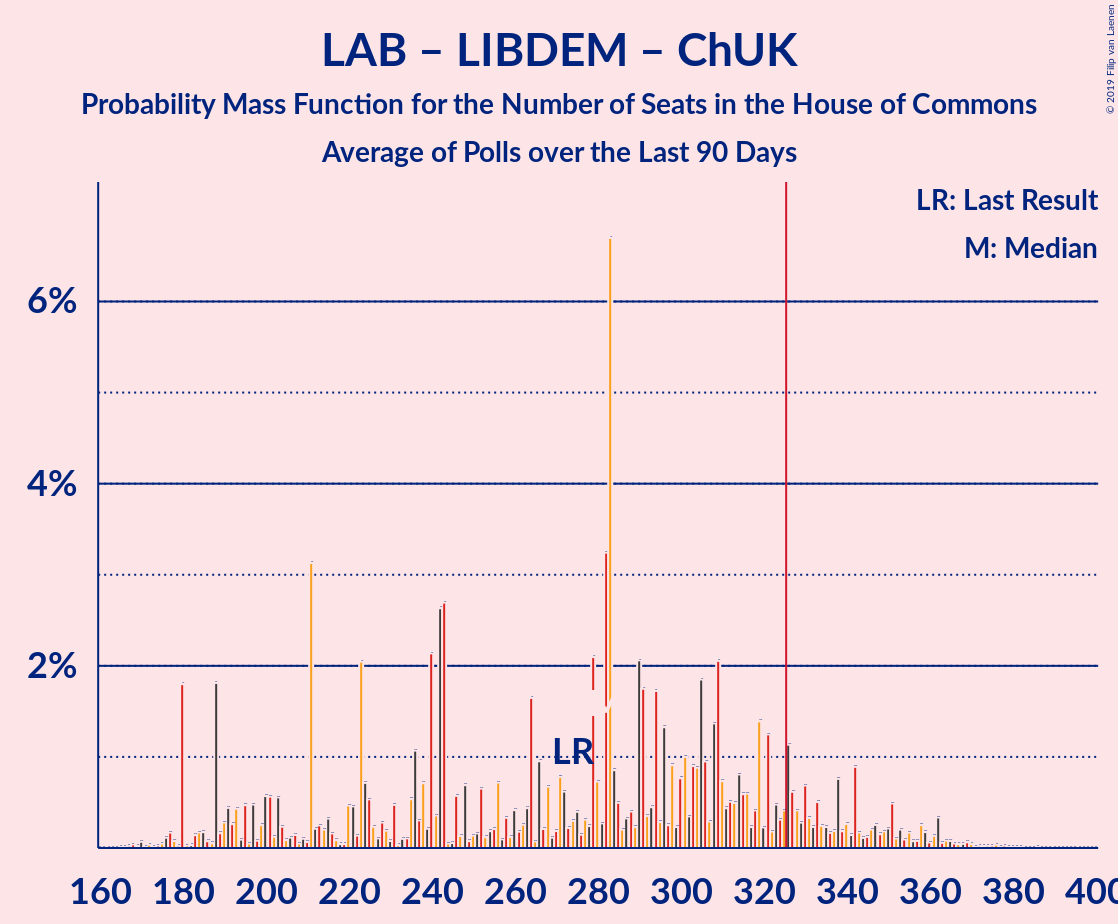 LAB – LIBDEM – ChUK
Probability Mass Function for the Number of Seats in the House of Commons
Average of Polls over the Last 90 Days
© 2019 Filip van Laenen
LR: Last Result
M: Median
6%
4%
2%
LR
160 180 200 220 240 260 280 300 320 340 360 380 400